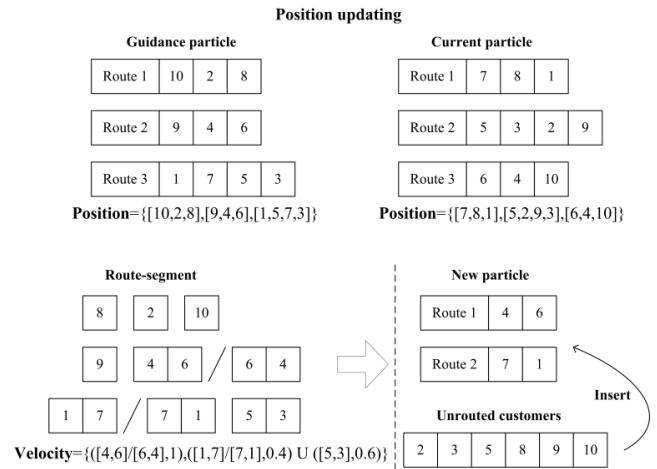 Position updating
Guidance particle
Current particle
Route 1 10 2 8
Route 1 7 8 1
Route 2 9 4 6
Route 2 5 3 2 9
Route 3 1 7 5 3
Route 3 6 4 10
Position={[10,2,8],[9,4,6],[1,5,7,3]}
Position={[7,8,1],[5,2,9,3],[6,4,10]}
Route-segment
New particle
8 2 10
Route 1 4 6
9 4 6 / 6 4
Route 2 7 1
1 7 / 7 1 5 3
Unrouted customers
Insert
Velocity={([4,6]/[6,4],1),([1,7]/[7,1],0.4) U ([5,3],0.6)}
2 3 5 8 9 10